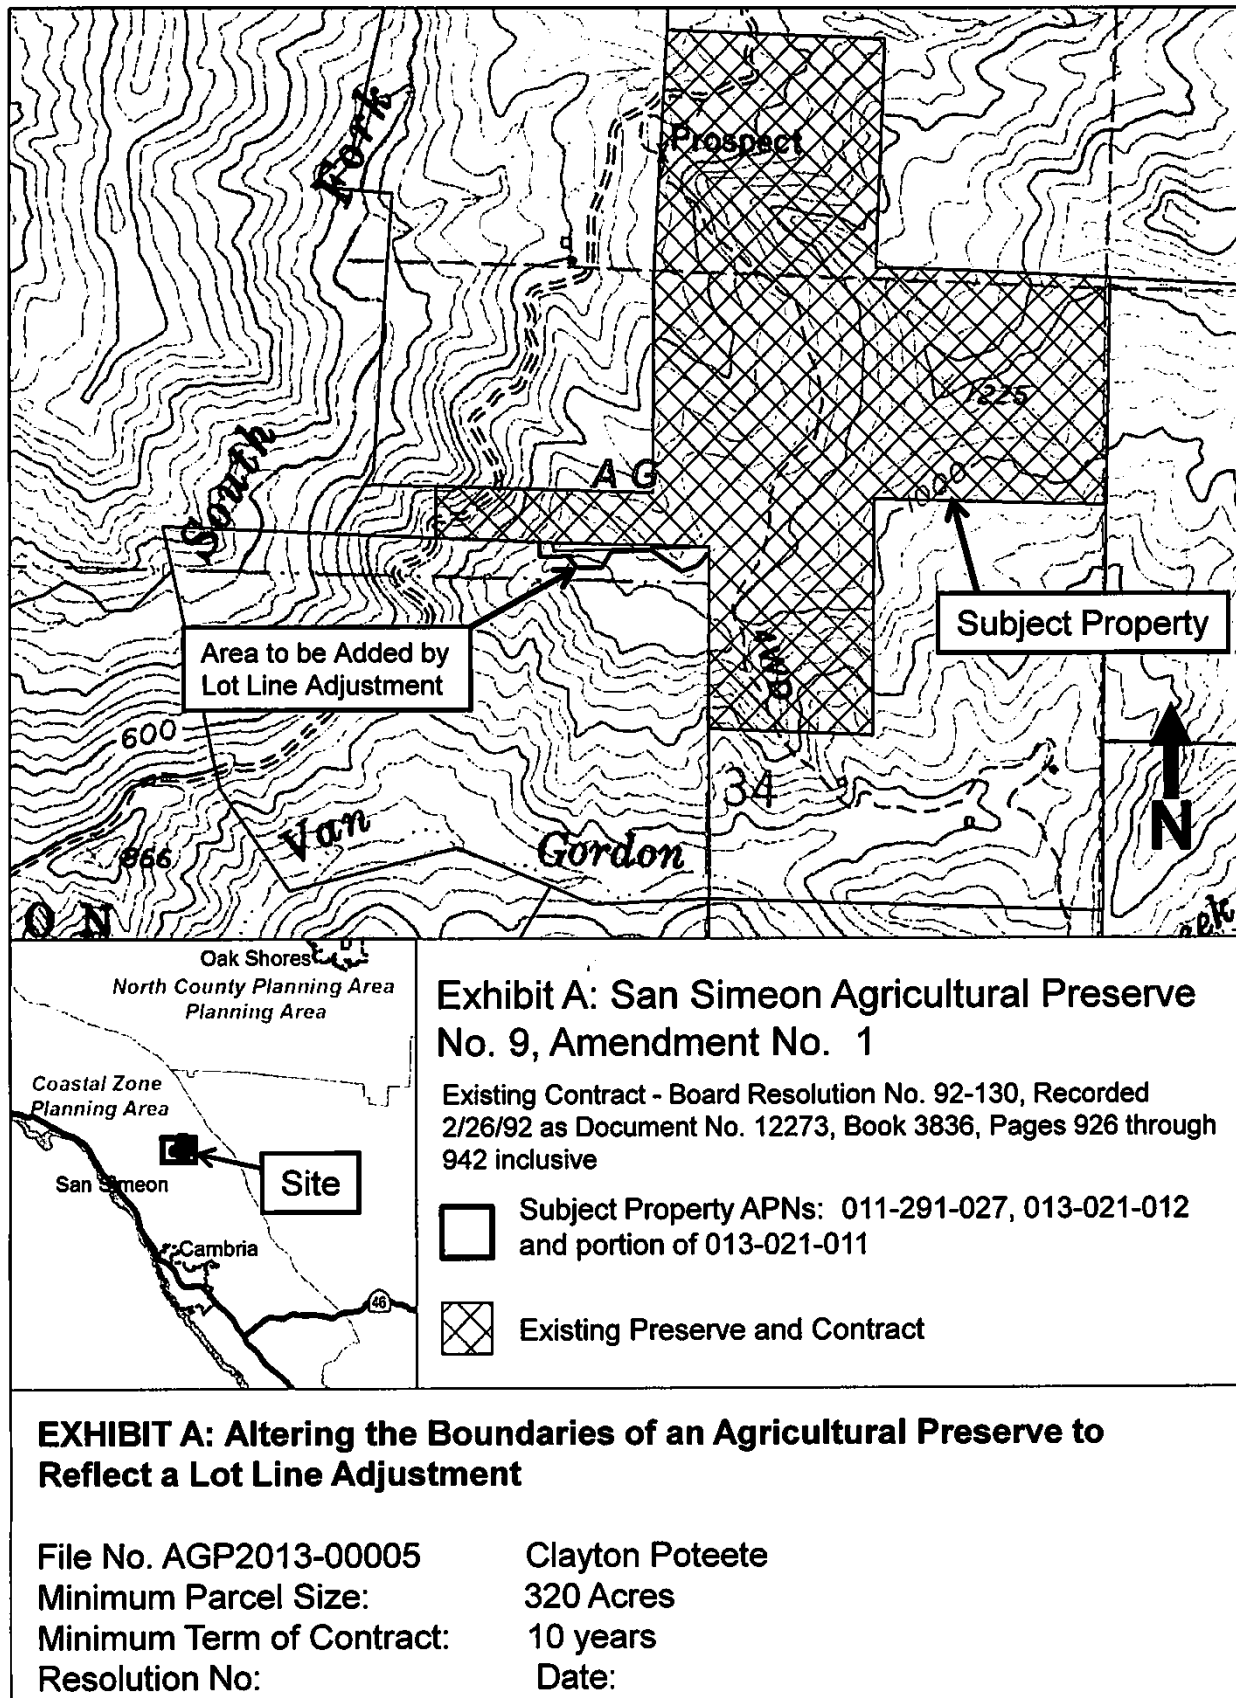 Fork
Prospect
1225
A G
1000
South
Subject Property
Area to be Added by
Lot Line Adjustment
600
34
N
Van
Gordon
866
O N
Oak Shores
North County Planning Area
Planning Area
Coastal Zone
Planning Area
San Simeon
Site
Cambria
46
Exhibit A: San Simeon Agricultural Preserve
No. 9, Amendment No. 1
Existing Contract - Board Resolution No. 92-130, Recorded
2/26/92 as Document No. 12273, Book 3836, Pages 926 through
942 inclusive
Subject Property APNs: 011-291-027, 013-021-012
and portion of 013-021-011
Existing Preserve and Contract
EXHIBIT A: Altering the Boundaries of an Agricultural Preserve to
Reflect a Lot Line Adjustment
File No. AGP2013-00005 Clayton Poteete
Minimum Parcel Size: 320 Acres
Minimum Term of Contract: 10 years
Resolution No: Date: